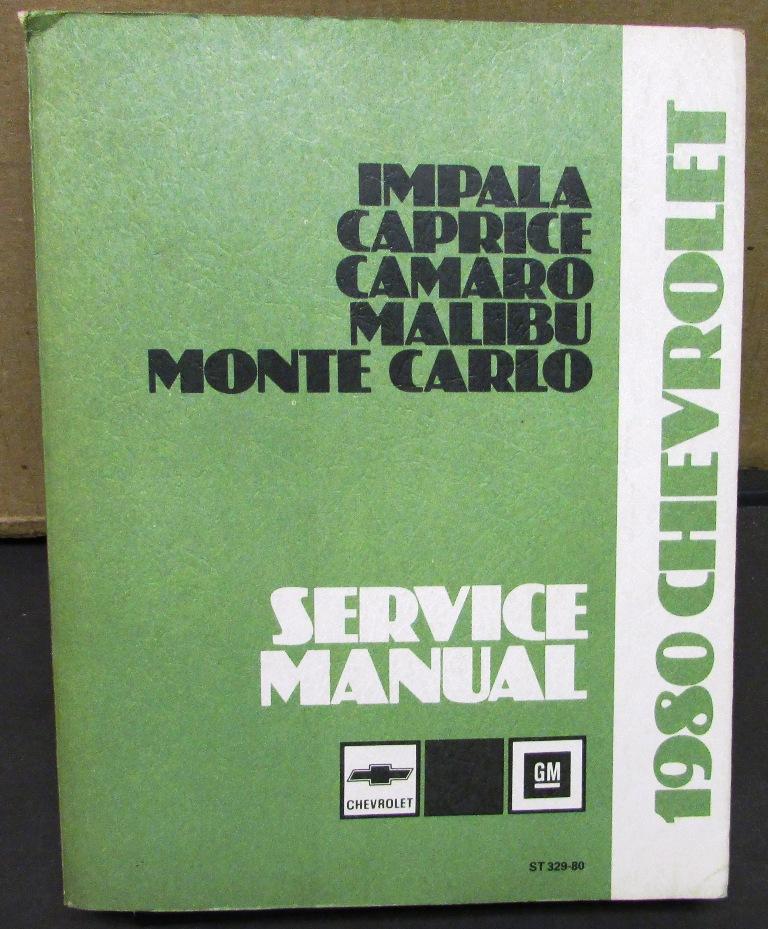 IMPALA
CAPRICE
CAMARO
MALIBU
MONTE CARLO
SERVICE
MANUAL
CHEVROLET
GM
ST 329-80
1980 CHEVROLET